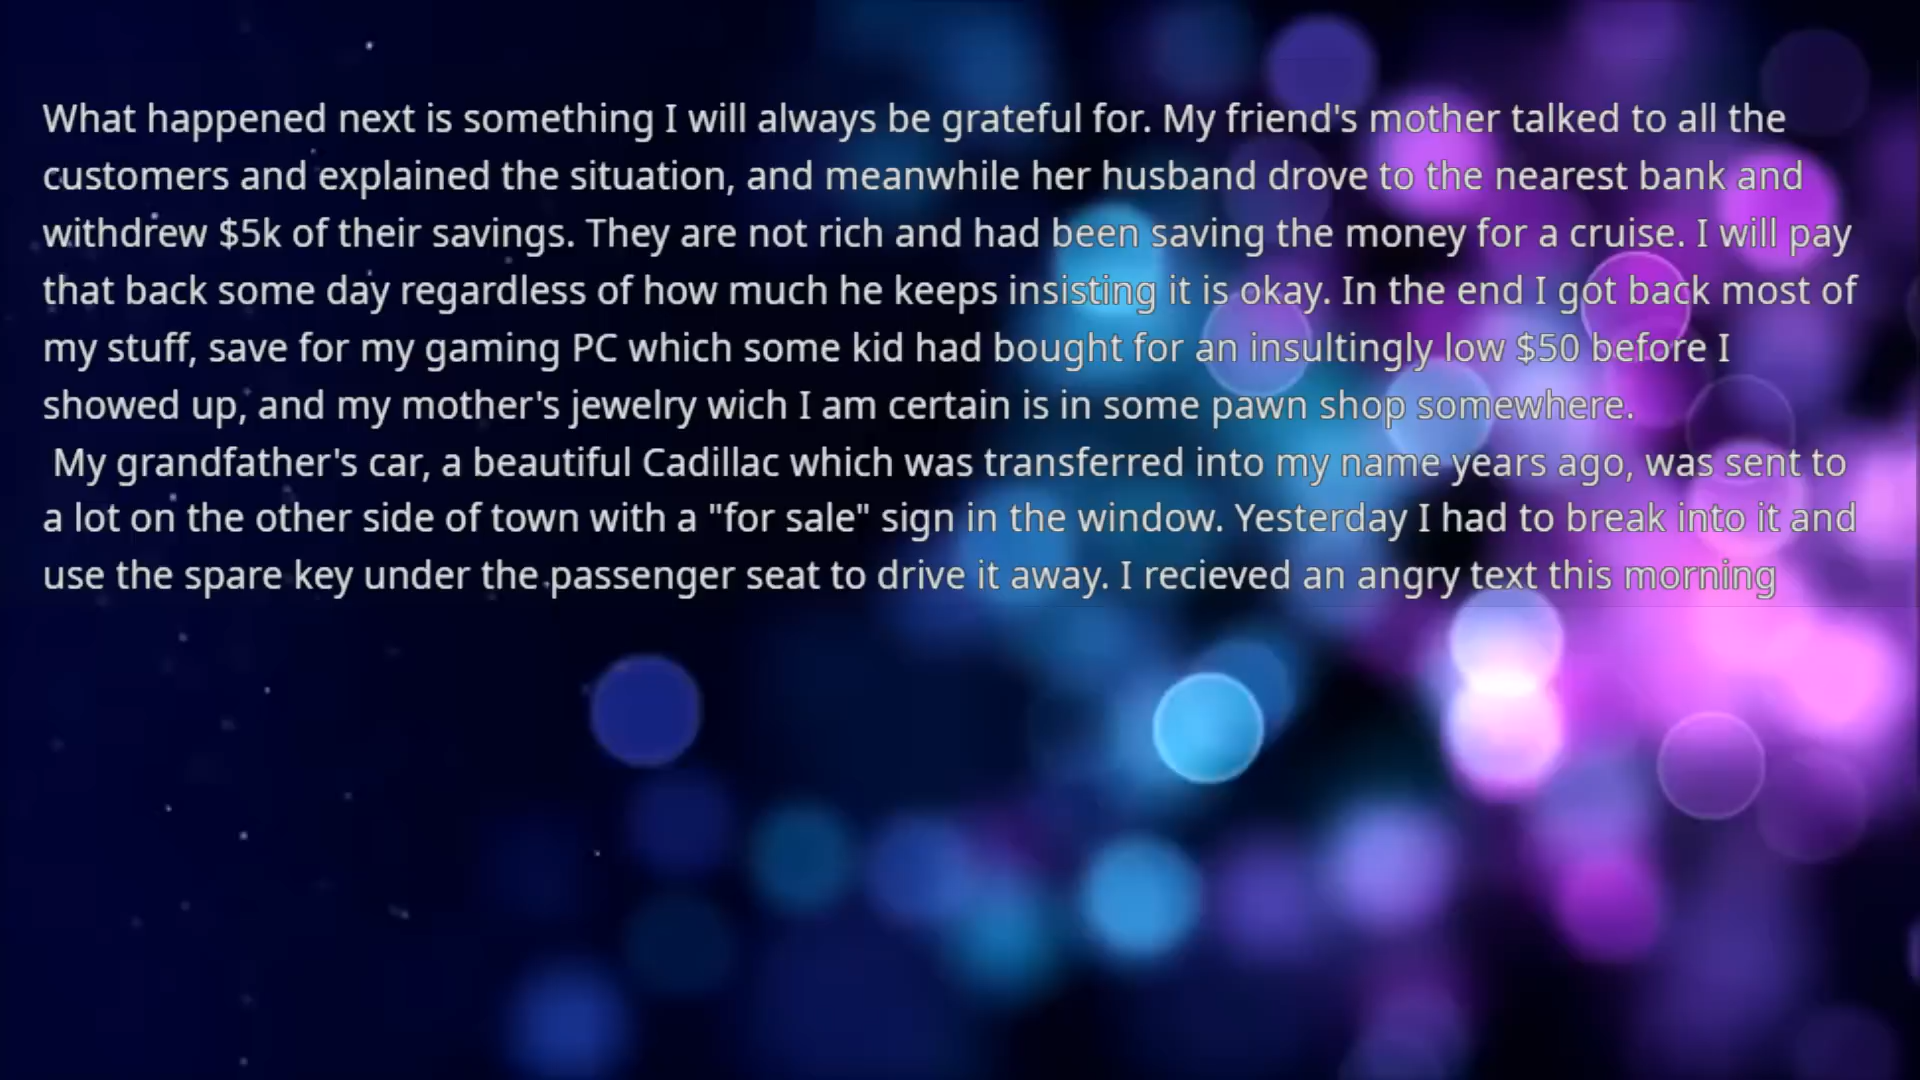 What happened next is something I will always be grateful for. My friend's mother talked to all the
customers and explained the situation, and meanwhile her husband drove to the nearest bank and
withdrew $5k of their savings. They are not rich and had been saving the money for a cruise. I will pay
that back some day regardless of how much he keeps insisting it is okay. In the end I got back most of
my stuff, save for my gaming PC which some kid had bought for an insultingly low $50 before I
showed up, and my mother's jewelry wich I am certain is in some pawn shop somewhere.
My grandfather's car, a beautiful Cadillac which was transferred into my name years ago, was sent to
a lot on the other side of town with a "for sale" sign in the window. Yesterday I had to break into it and
use the spare key under the passenger seat to drive it away. I recieved an angry text this morning